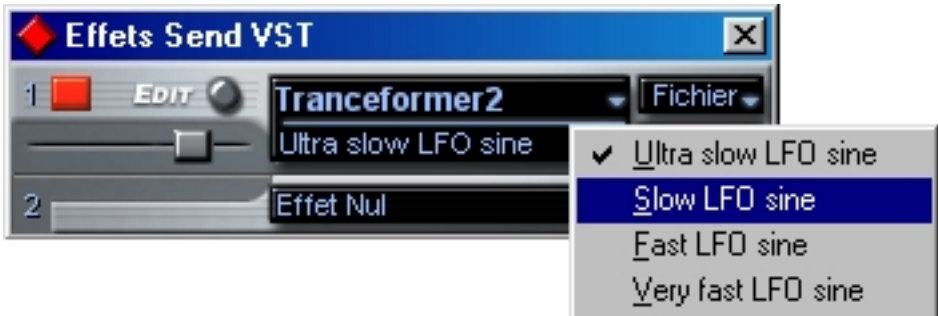 Effets Send VST
1 EDIT Tranceformer2 Fichier
Ultra slow LFO sine
2 Effet Nul
Ultra slow LFO sine
Slow LFO sine
Fast LFO sine
Very fast LFO sine